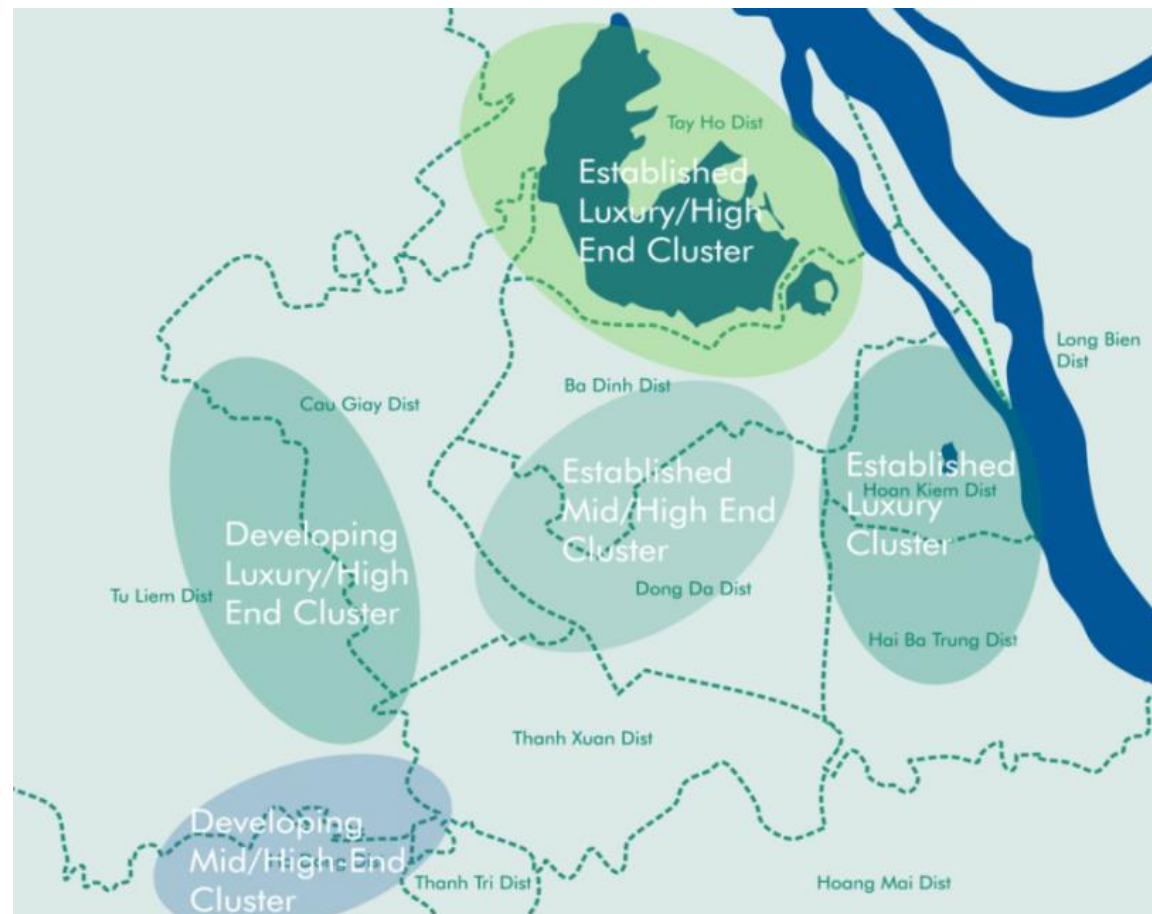 Tay Ho Dist
Established
Luxury/High
End Cluster
Long Bien
Dist
Ba Dinh Dist
Cau Giay Dist
Established
Mid/High End
Cluster
Established
Luxury
Cluster
Hoan Kiem Dist
Developing
Luxury/High
End Cluster
Tu Liem Dist
Dong Da Dist
Hai Ba Trung Dist
Thanh Xuan Dist
Developing
Mid/High-End
Cluster
Thanh Tri Dist
Hoang Mai Dist